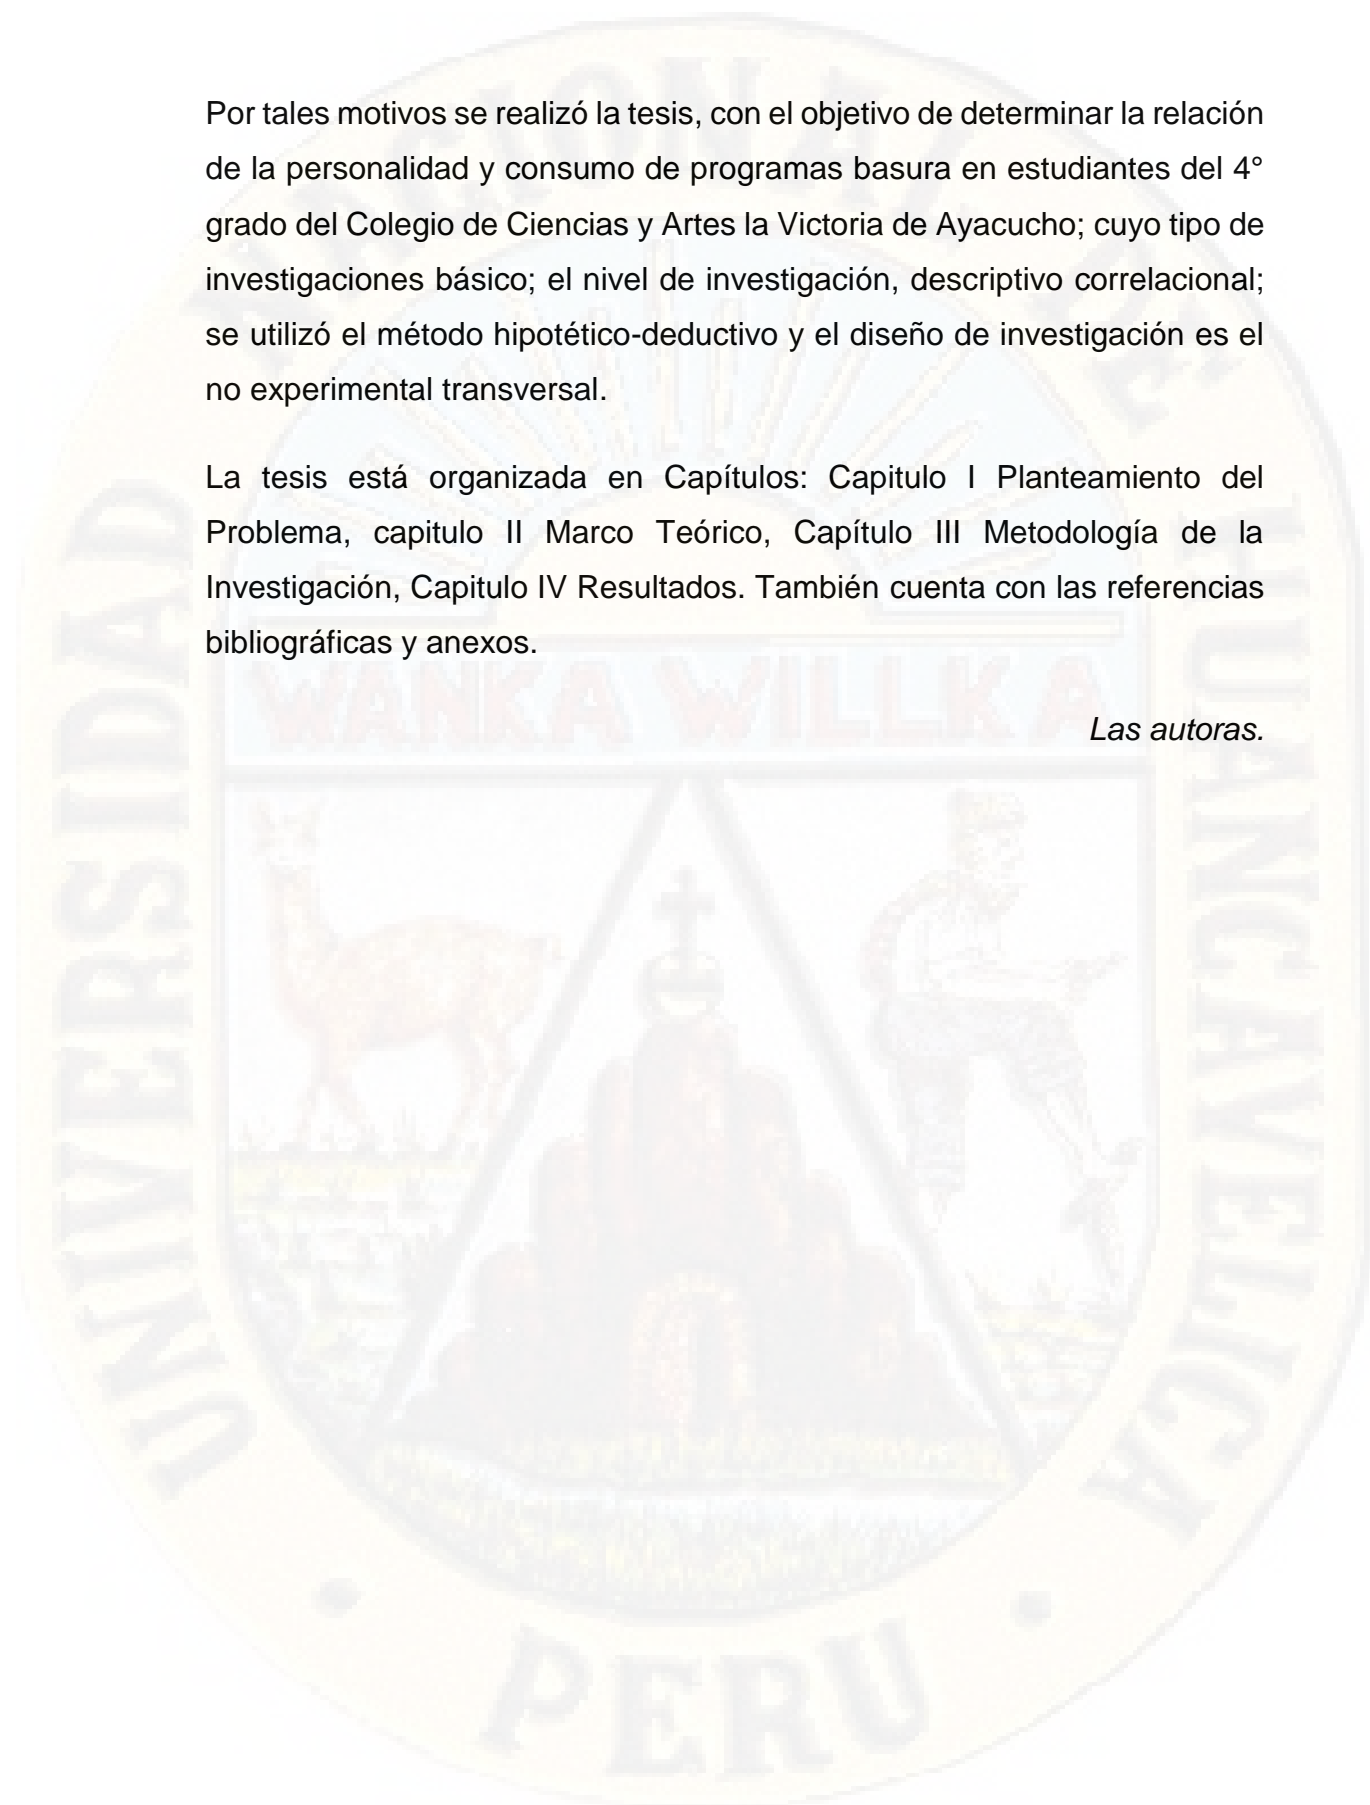 Por tales motivos se realizó la tesis, con el objetivo de determinar la relación
de la personalidad y consumo de programas basura en estudiantes del 4°
grado del Colegio de Ciencias y Artes la Victoria de Ayacucho; cuyo tipo de
investigaciones básico; el nivel de investigación, descriptivo correlacional;
se utilizó el método hipotético-deductivo y el diseño de investigación es el
no experimental transversal.
La tesis está organizada en Capítulos: Capitulo I Planteamiento del
Problema, capitulo II Marco Teórico, Capítulo III Metodología de la
Investigación, Capitulo IV Resultados. También cuenta con las referencias
bibliográficas y anexos.
Las autoras.
UNIVERSIDAD NACIONAL DE HUANCAVELICA
WANKA WILLKA
PERU